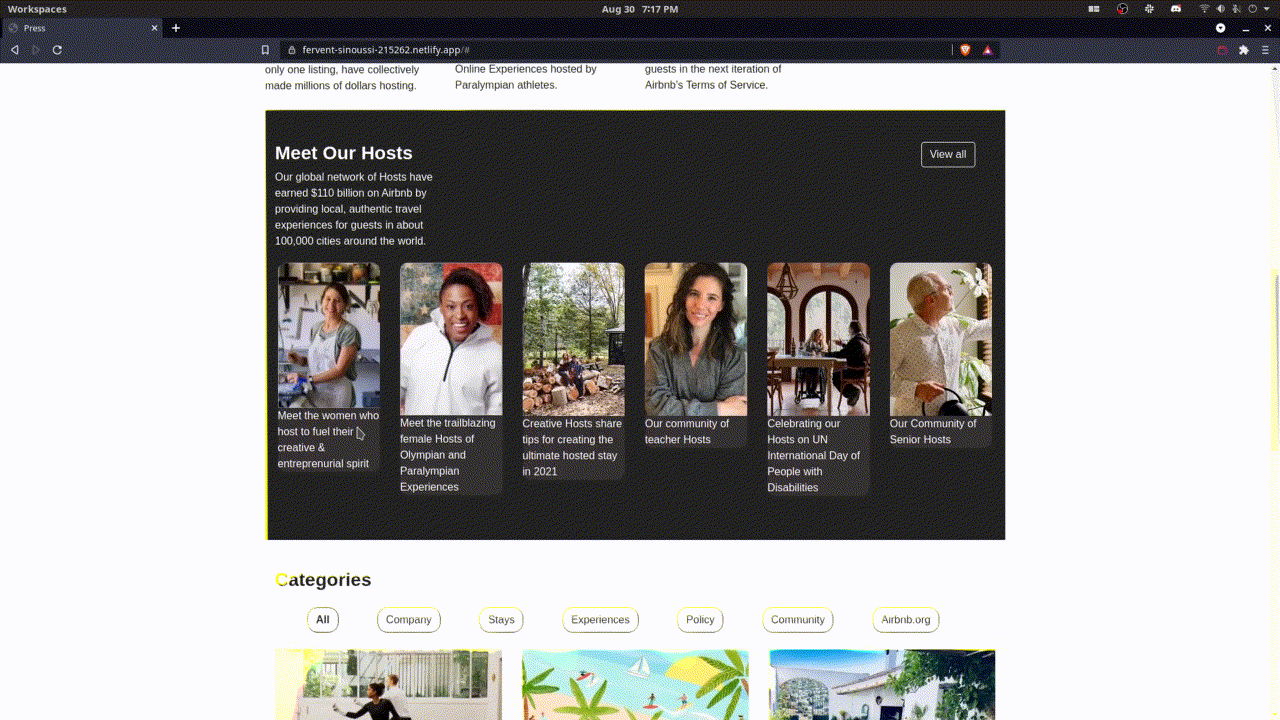 Workspaces
Aug 30 7:17 PM
Press
fervent-sinoussi-215262.netlify.app/#
only one listing, have collectively
made millions of dollars hosting.
Online Experiences hosted by
Paralympian athletes.
guests in the next iteration of
Airbnb's Terms of Service.
Meet Our Hosts
View all
Our global network of Hosts have
earned $110 billion on Airbnb by
providing local, authentic travel
experiences for guests in about
100,000 cities around the world.
Meet the women who
host to fuel their
creative &
entreprenurial spirit
Meet the trailblazing
female Hosts of
Olympian and
Paralympian
Experiences
Creative Hosts share
tips for creating the
ultimate hosted stay
in 2021
Our community of
teacher Hosts
Celebrating our
Hosts on UN
International Day of
People with
Disabilities
Our Community of
Senior Hosts
Categories
All
Company
Stays
Experiences
Policy
Community
Airbnb.org